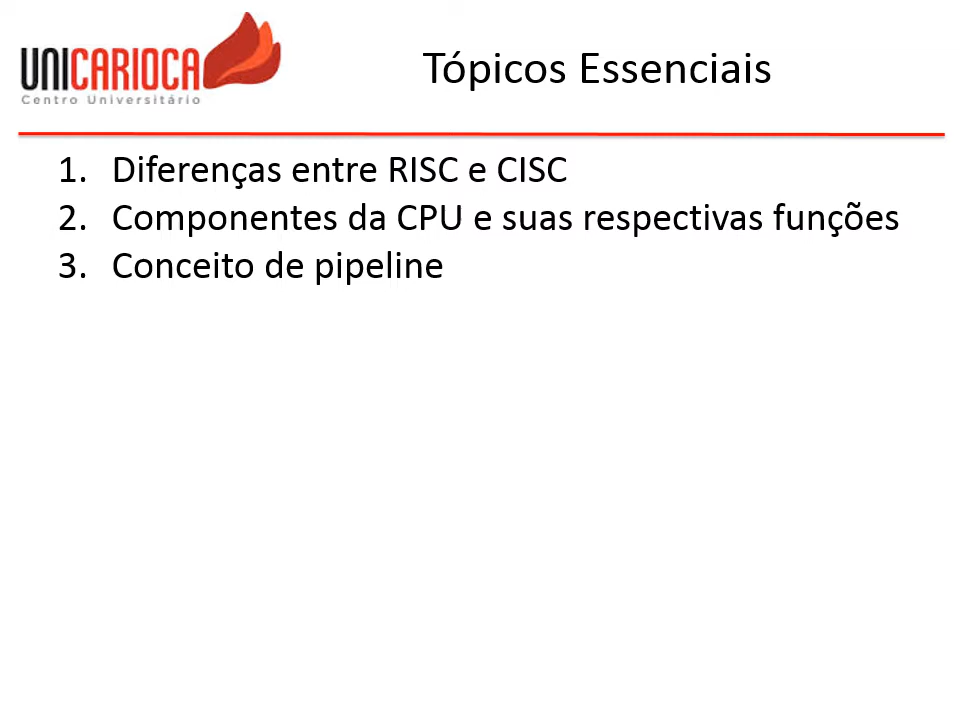 UNICARIOCA
Centro Universitário
Tópicos Essenciais
1. Diferenças entre RISC e CISC
2. Componentes da CPU e suas respectivas funções
3. Conceito de pipeline